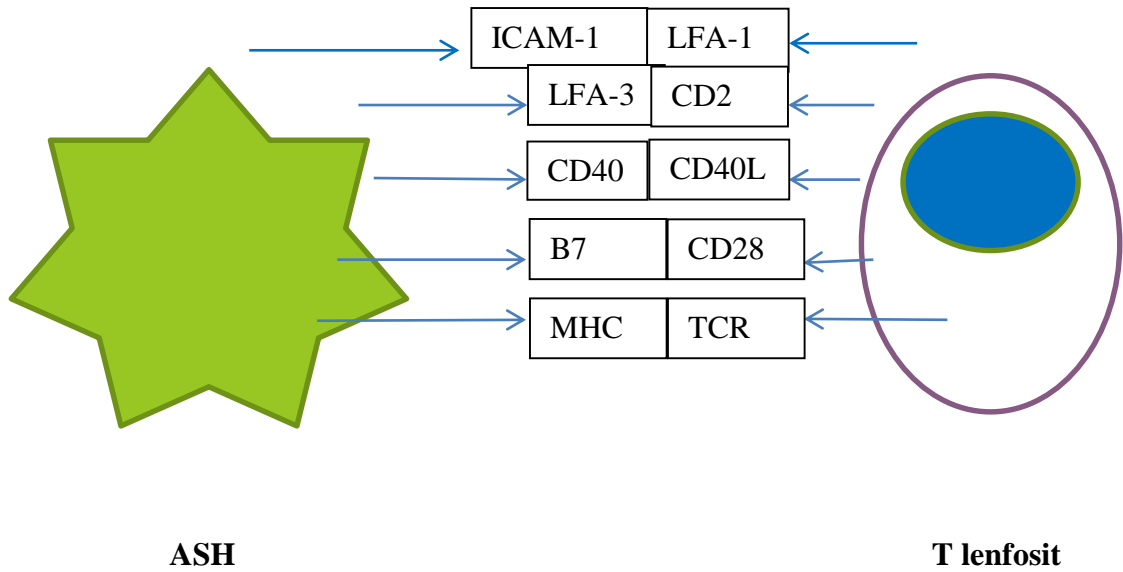 ICAM-1 LFA-1
LFA-3 CD2
CD40 CD40L
B7 CD28
MHC TCR
ASH T lenfosit